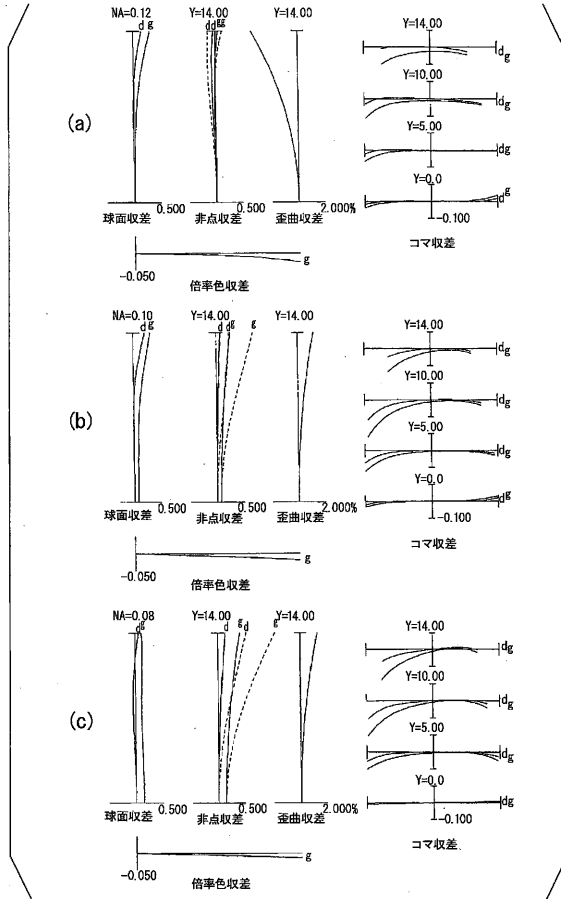 (a)
NA=0.12
d g
0.500
球面収差
Y=14.00
d d g g
0.500
非点収差
Y=14.00
2.000%
歪曲収差
-0.050
g
倍率色収差
Y=14.00
d g
Y=10.00
d g
Y=5.00
d g
Y=0.0
d g
-0.100
コマ収差
(b)
NA=0.10
d g
0.500
球面収差
Y=14.00
d d g g
0.500
非点収差
Y=14.00
2.000%
歪曲収差
-0.050
g
倍率色収差
Y=14.00
d g
Y=10.00
d g
Y=5.00
d g
Y=0.0
d g
-0.100
コマ収差
(c)
NA=0.08
d g
0.500
球面収差
Y=14.00
d g d g
0.500
非点収差
Y=14.00
2.000%
歪曲収差
-0.050
g
倍率色収差
Y=14.00
d g
Y=10.00
d g
Y=5.00
d g
Y=0.0
d g
-0.100
コマ収差